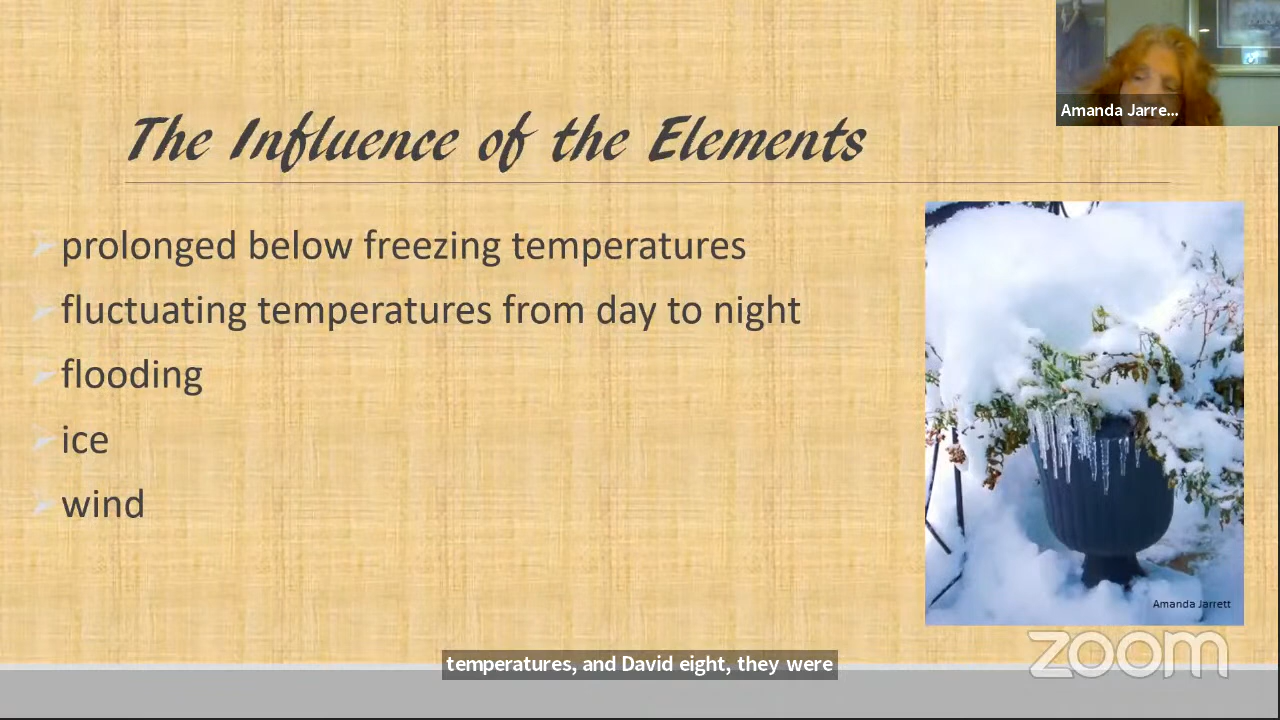 Amanda Jarre...
The Influence of the Elements
prolonged below freezing temperatures
fluctuating temperatures from day to night
flooding
ice
wind
Amanda Jarrett
zoom
temperatures, and David eight, they were